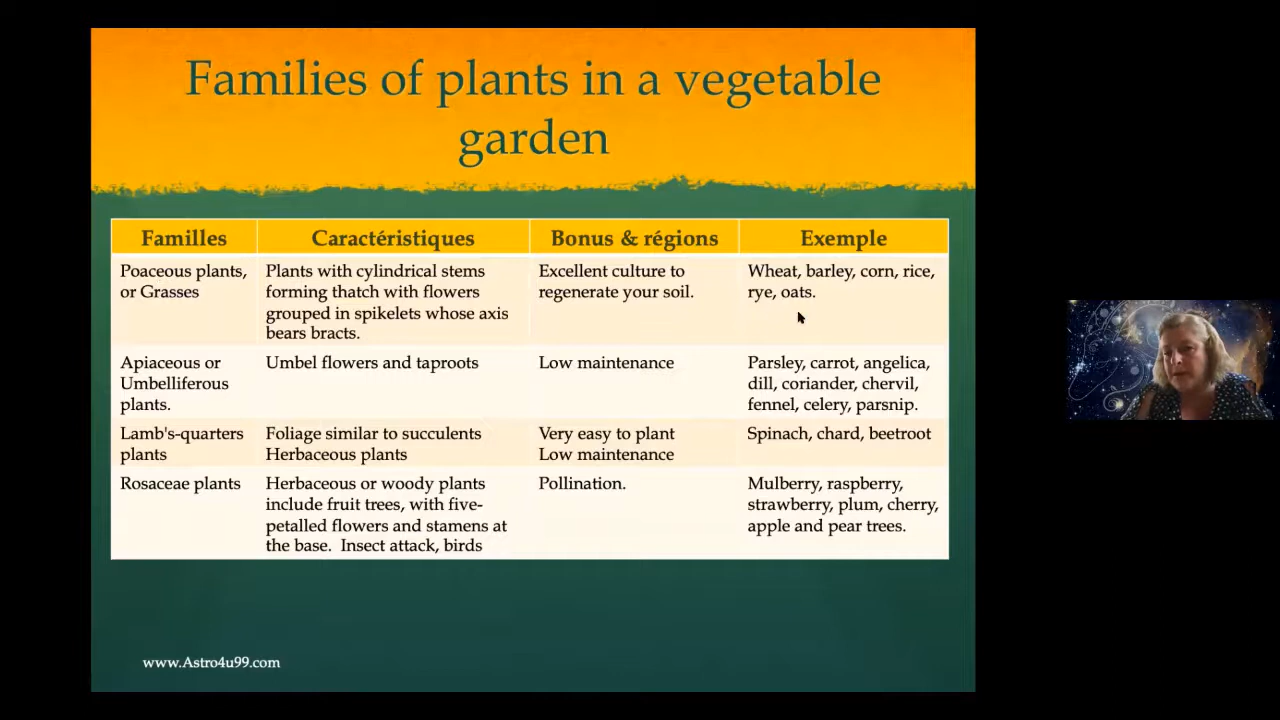 Families of plants in a vegetable
garden
Familles
Caractéristiques
Bonus & régions
Exemple
Poaceous plants,
or Grasses
Plants with cylindrical stems
forming thatch with flowers
grouped in spikelets whose axis
bears bracts.
Excellent culture to
regenerate your soil.
Wheat, barley, corn, rice,
rye, oats.
Apiaceous or
Umbelliferous
plants.
Umbel flowers and taproots
Low maintenance
Parsley, carrot, angelica,
dill, coriander, chervil,
fennel, celery, parsnip.
Lamb's-quarters
plants
Foliage similar to succulents
Herbaceous plants
Very easy to plant
Low maintenance
Spinach, chard, beetroot
Rosaceae plants
Herbaceous or woody plants
include fruit trees, with five-
petalled flowers and stamens at
the base. Insect attack, birds
Pollination.
Mulberry, raspberry,
strawberry, plum, cherry,
apple and pear trees.
www.Astro4u99.com